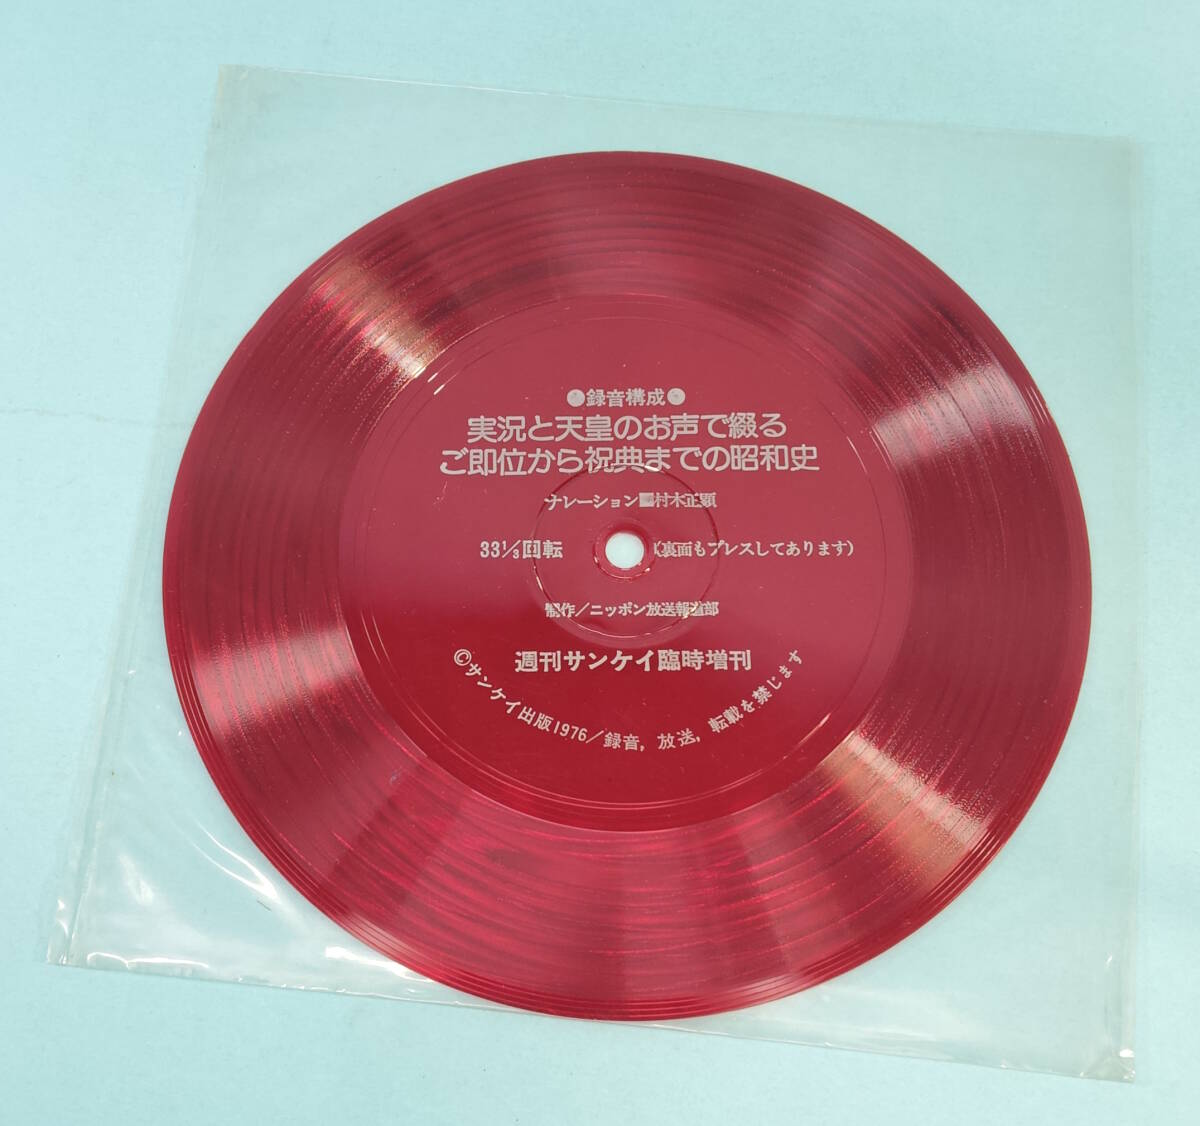 ●録音構成●
実況と天皇のお声で綴る
ご即位から祝典までの昭和史
ナレーション■村木正顕
33⅓回転 (裏面もプレスしてあります)
制作/ニッポン放送報道部
週刊サンケイ臨時増刊
©サンケイ出版1976/録音,放送,転載を禁じます